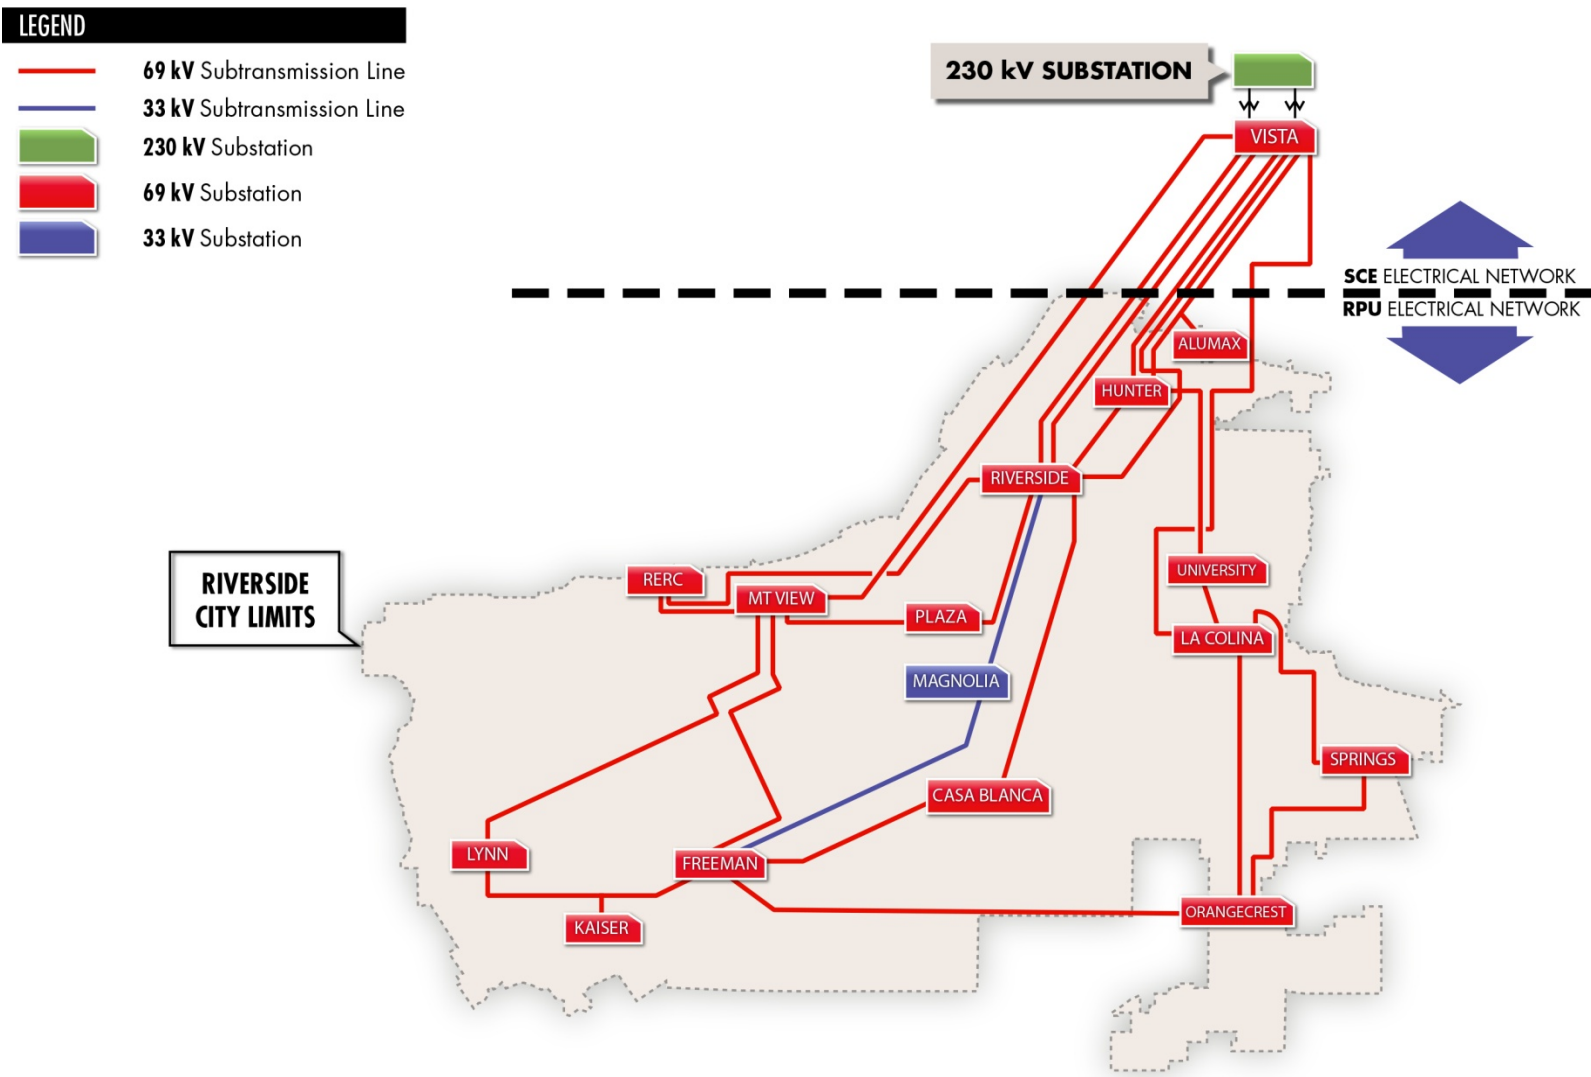 LEGEND
69 kV Subtransmission Line
33 kV Subtransmission Line
230 kV Substation
69 kV Substation
33 kV Substation
230 kV SUBSTATION
VISTA
SCE ELECTRICAL NETWORK
RPU ELECTRICAL NETWORK
ALUMAX
HUNTER
RIVERSIDE
RIVERSIDE
CITY LIMITS
RERC
MT VIEW
PLAZA
UNIVERSITY
LA COLINA
MAGNOLIA
SPRINGS
CASA BLANCA
LYNN
FREEMAN
KAISER
ORANGECREST